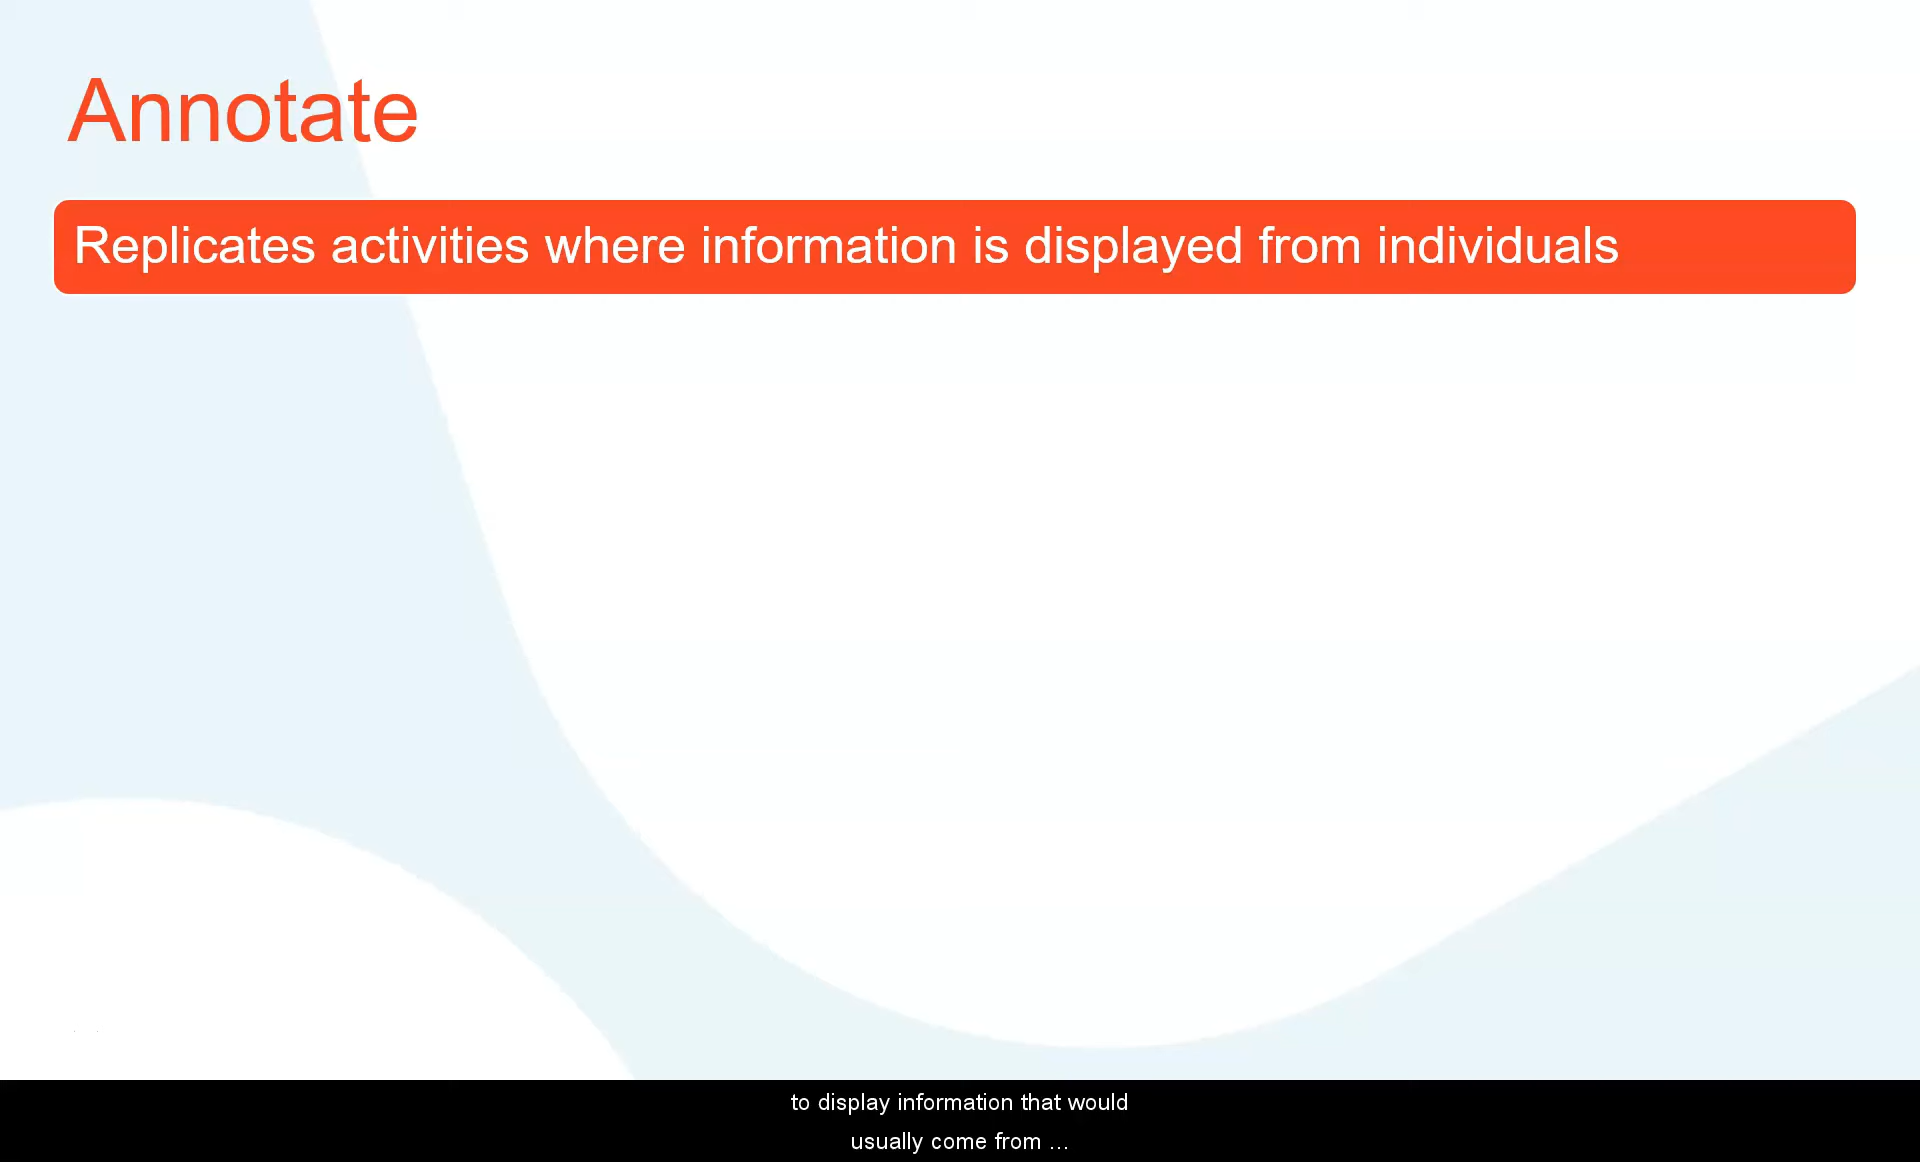 Annotate
Replicates activities where information is displayed from individuals
to display information that would
usually come from ...